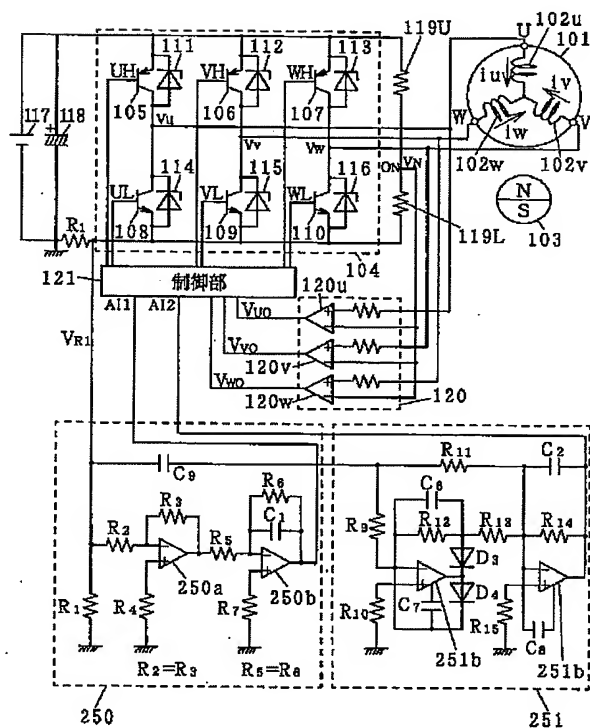 119U
U
102u
101
111
112
113
UH
VH
WH
iu
iv
117
118
105
106
107
W
V
Vu
iw
Vv
Vw
102w
102v
114
115
116
ON
VN
UL
VL
WL
N
S
R1
108
109
110
119L
103
104
121
制御部
120u
AI1
AI2
VUO
VR1
VVO
120v
VWO
120w
120
R11
C2
C9
R6
C6
R3
C1
R9
R12
R13
R14
R2
R5
D3
250a
250b
D4
R1
R4
R7
R10
C7
R15
C8
251b
251b
R2=R3
R5=R6
250
251